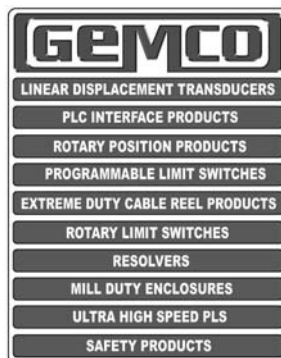 GEMCO
LINEAR DISPLACEMENT TRANSDUCERS
PLC INTERFACE PRODUCTS
ROTARY POSITION PRODUCTS
PROGRAMMABLE LIMIT SWITCHES
EXTREME DUTY CABLE REEL PRODUCTS
ROTARY LIMIT SWITCHES
RESOLVERS
MILL DUTY ENCLOSURES
ULTRA HIGH SPEED PLS
SAFETY PRODUCTS